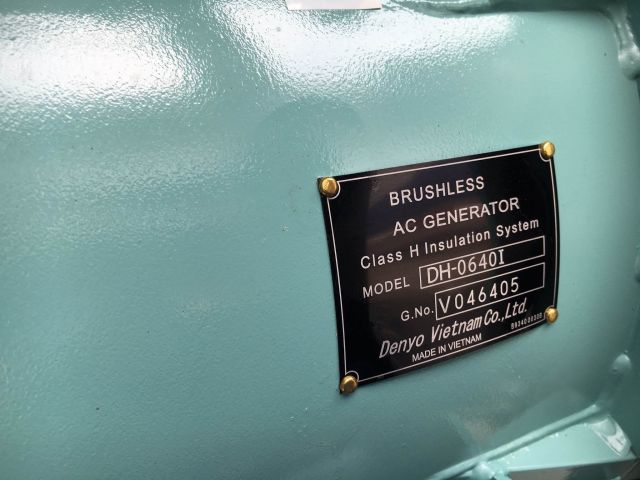 BRUSHLESS
AC GENERATOR
Class H Insulation System
MODEL DH-0640I
G.No. V046405
Denyo Vietnam Co.,Ltd.
MADE IN VIETNAM